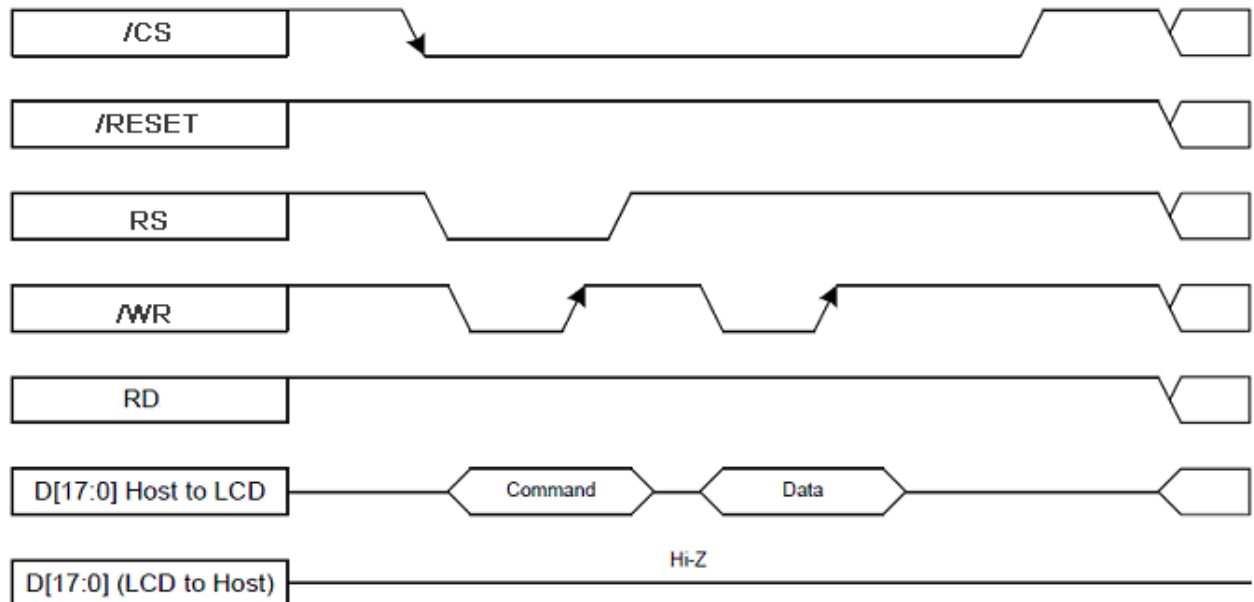 /CS
/RESET
RS
/WR
RD
D[17:0] Host to LCD
Command
Data
Hi-Z
D[17:0] (LCD to Host)